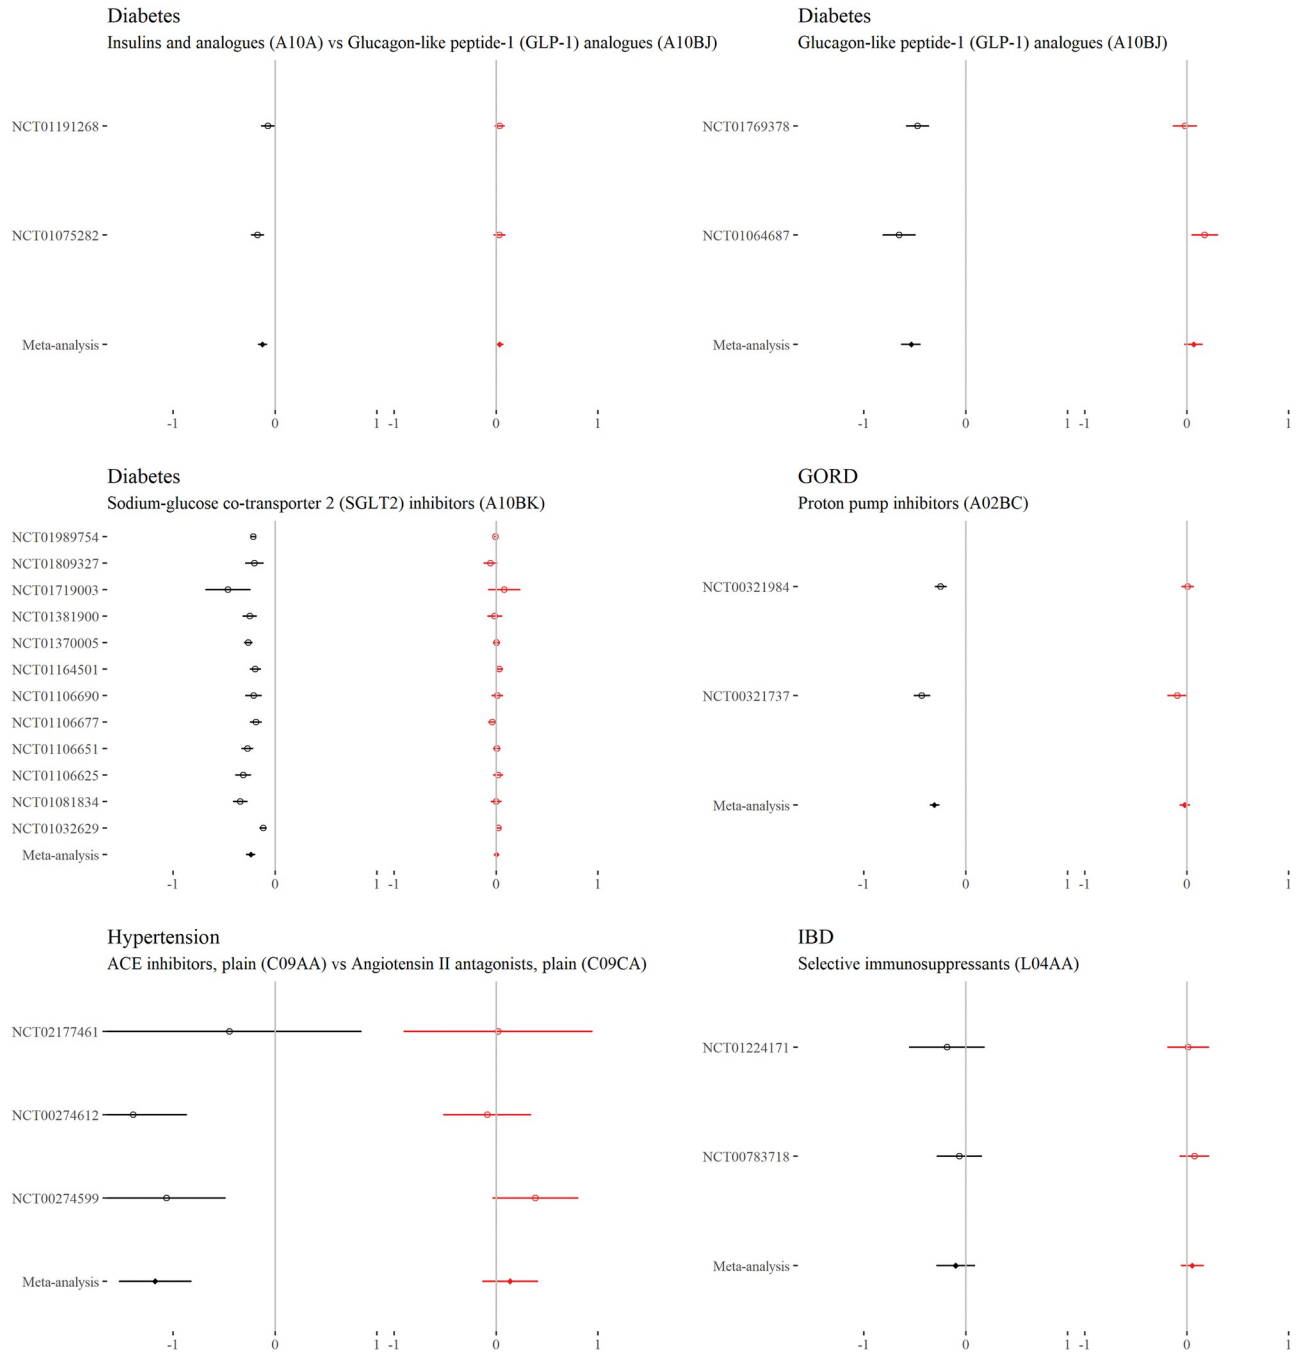 Diabetes
Insulins and analogues (A10A) vs Glucagon-like peptide-1 (GLP-1) analogues (A10BJ)
NCT01191268
NCT01075282
Meta-analysis
-1 0 1 -1 0 1
Diabetes
Glucagon-like peptide-1 (GLP-1) analogues (A10BJ)
NCT01769378
NCT01064687
Meta-analysis
-1 0 1 -1 0 1
Diabetes
Sodium-glucose co-transporter 2 (SGLT2) inhibitors (A10BK)
NCT01989754
NCT01809327
NCT01719003
NCT01381900
NCT01370005
NCT01164501
NCT01106690
NCT01106677
NCT01106651
NCT01106625
NCT01081834
NCT01032629
Meta-analysis
-1 0 1 -1 0 1
GORD
Proton pump inhibitors (A02BC)
NCT00321984
NCT00321737
Meta-analysis
-1 0 1 -1 0 1
Hypertension
ACE inhibitors, plain (C09AA) vs Angiotensin II antagonists, plain (C09CA)
NCT02177461
NCT00274612
NCT00274599
Meta-analysis
-1 0 1 -1 0 1
IBD
Selective immunosuppressants (L04AA)
NCT01224171
NCT00783718
Meta-analysis
-1 0 1 -1 0 1